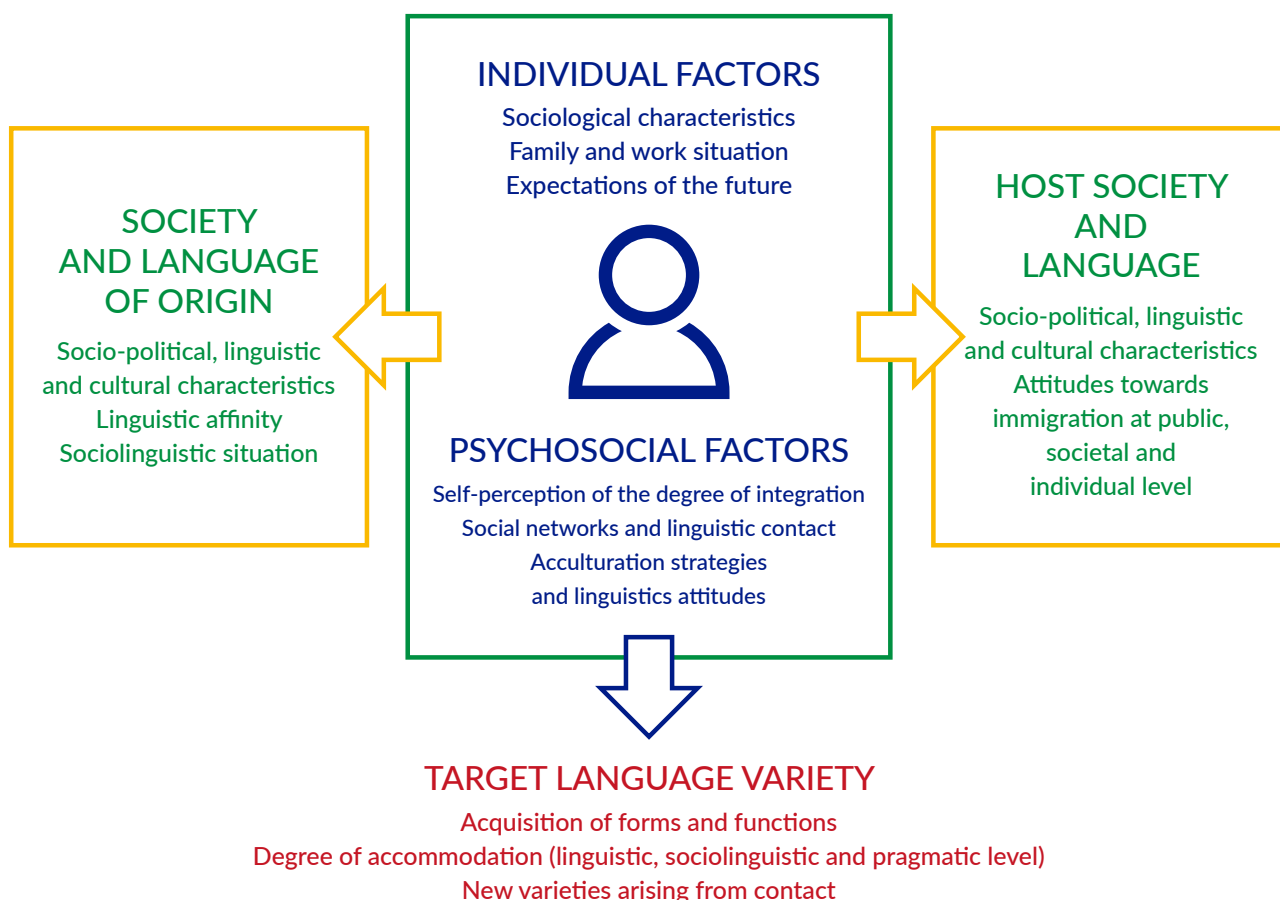 INDIVIDUAL FACTORS
Sociological characteristics
Family and work situation
Expectations of the future
SOCIETY
AND LANGUAGE
OF ORIGIN
Socio-political, linguistic
and cultural characteristics
Linguistic affinity
Sociolinguistic situation
HOST SOCIETY
AND
LANGUAGE
Socio-political, linguistic
and cultural characteristics
Attitudes towards
immigration at public,
societal and
individual level
PSYCHOSOCIAL FACTORS
Self-perception of the degree of integration
Social networks and linguistic contact
Acculturation strategies
and linguistics attitudes
TARGET LANGUAGE VARIETY
Acquisition of forms and functions
Degree of accommodation (linguistic, sociolinguistic and pragmatic level)
New varieties arising from contact